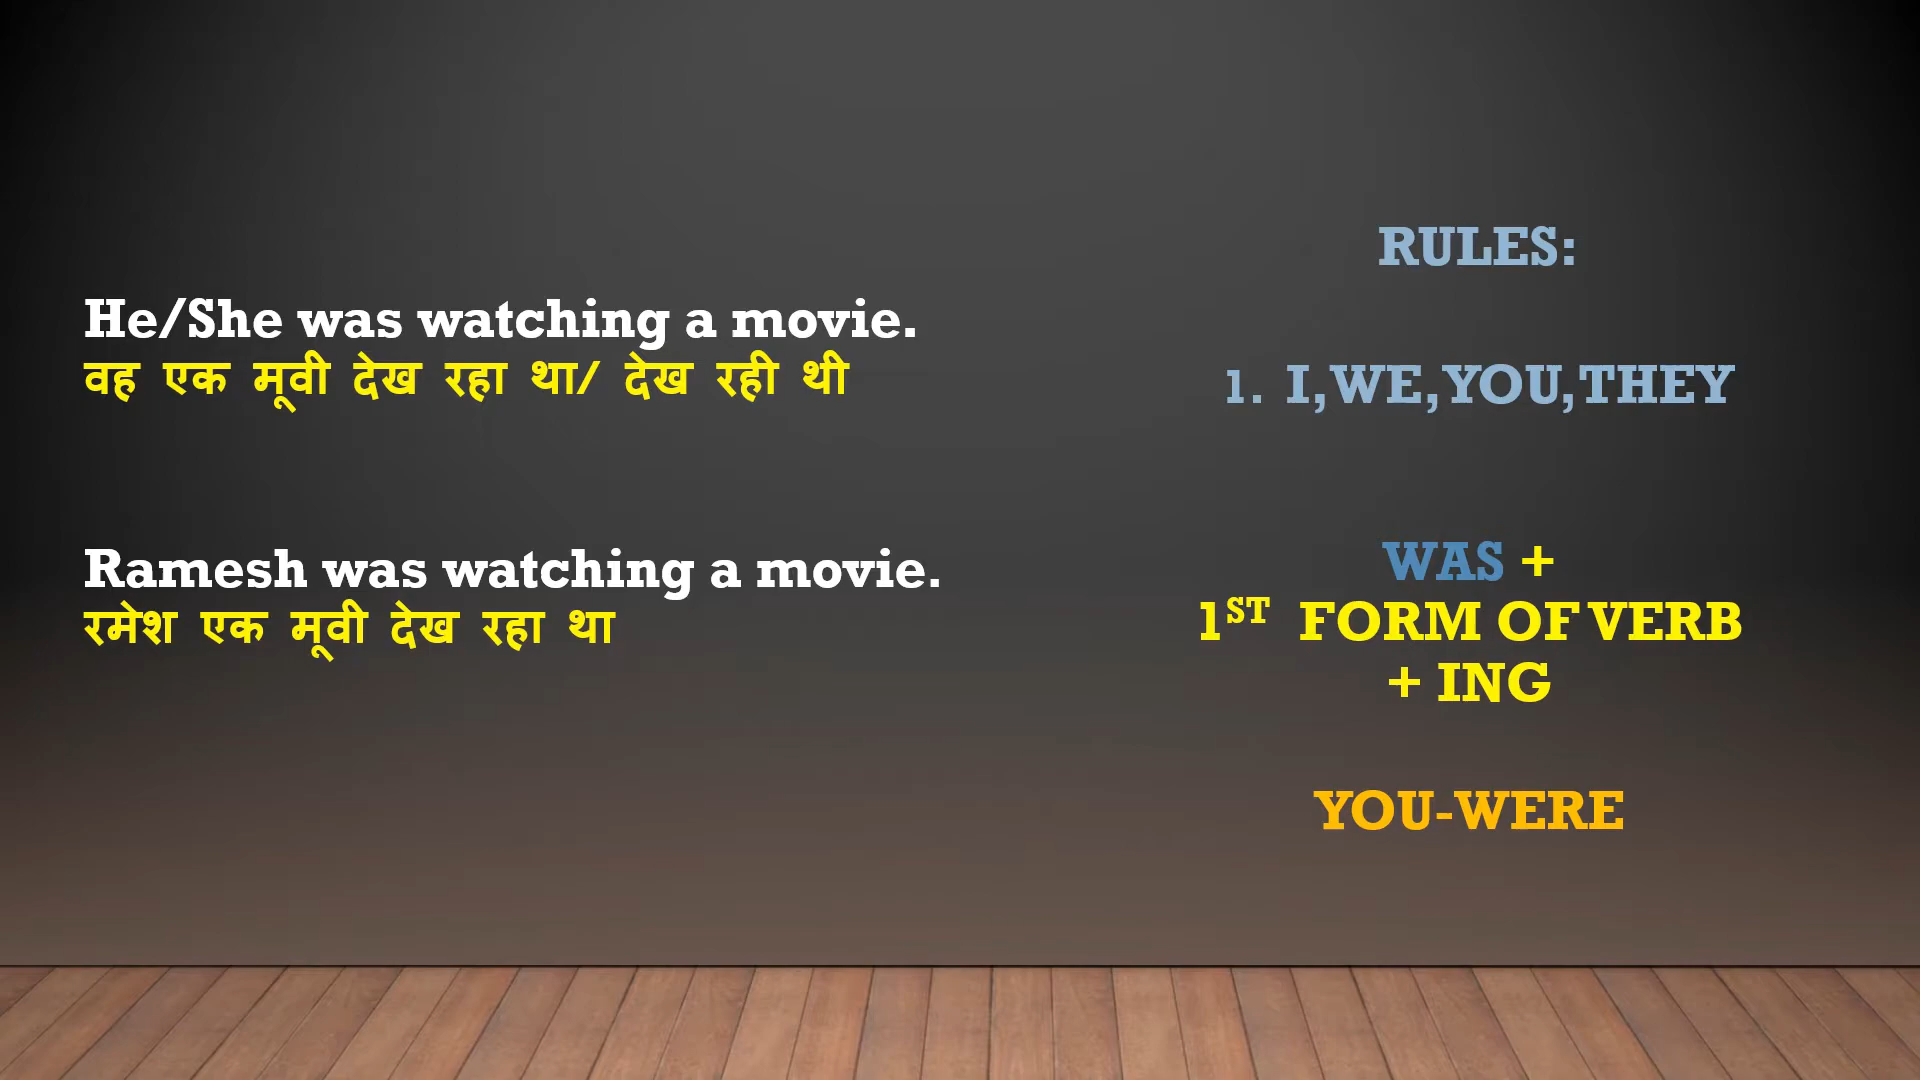 He/She was watching a movie.
वह एक मूवी देख रहा था/ देख रही थी
Ramesh was watching a movie.
रमेश एक मूवी देख रहा था
RULES:
1. I,WE,YOU,THEY
WAS +
1ST FORM OF VERB
+ ING
YOU-WERE